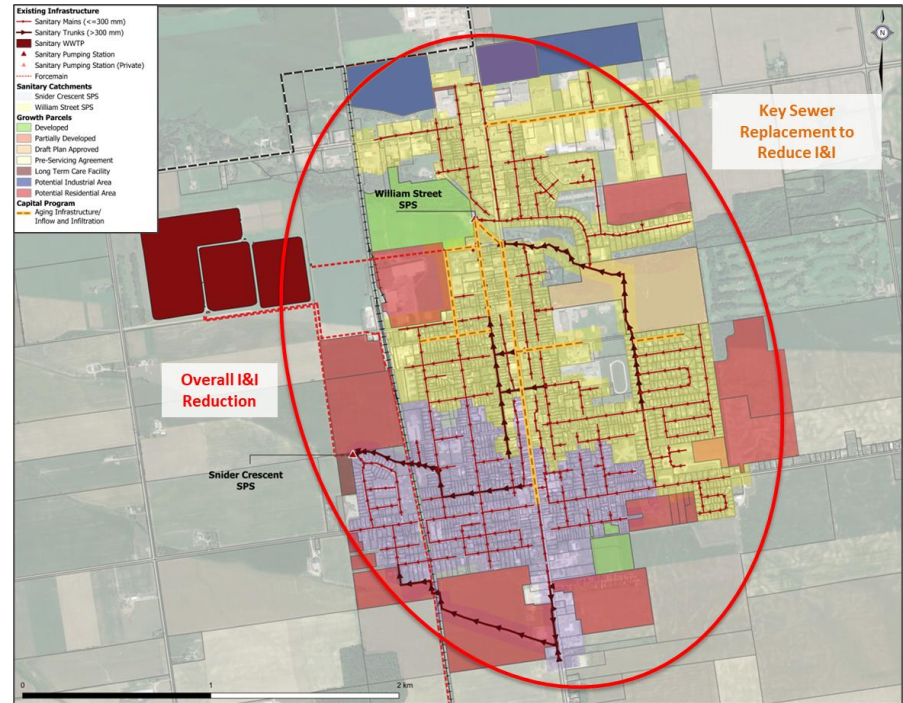 Existing Infrastructure
Sanitary Mains (<=300 mm)
Sanitary Trunks (>300 mm)
Sanitary WWTP
Sanitary Pumping Station
Sanitary Pumping Station (Private)
Forcemain
Sanitary Catchments
Snider Crescent SPS
William Street SPS
Growth Parcels
Developed
Partially Developed
Draft Plan Approved
Pre-Servicing Agreement
Long Term Care Facility
Potential Industrial Area
Potential Residential Area
Capital Program
Aging Infrastructure/
Inflow and Infiltration
N
Key Sewer
Replacement to
Reduce I&I
William Street
SPS
Overall I&I
Reduction
Snider Crescent
SPS
0
1
2 km